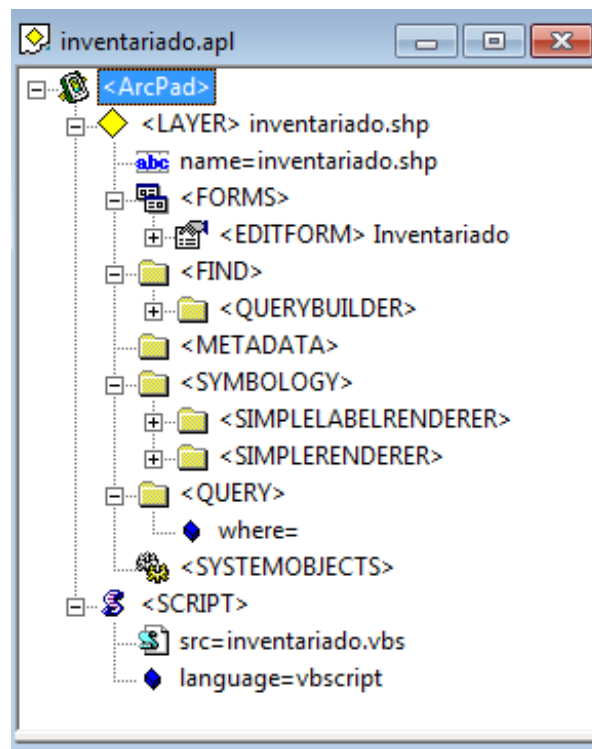 inventariado.apl
<ArcPad>
<LAYER> inventariado.shp
abc name=inventariado.shp
<FORMS>
<EDITFORM> Inventariado
<FIND>
<QUERYBUILDER>
<METADATA>
<SYMBOLOGY>
<SIMPLELABELRENDERER>
<SIMPLERENDERER>
<QUERY>
where=
<SYSTEMOBJECTS>
<SCRIPT>
src=inventariado.vbs
language=vbscript